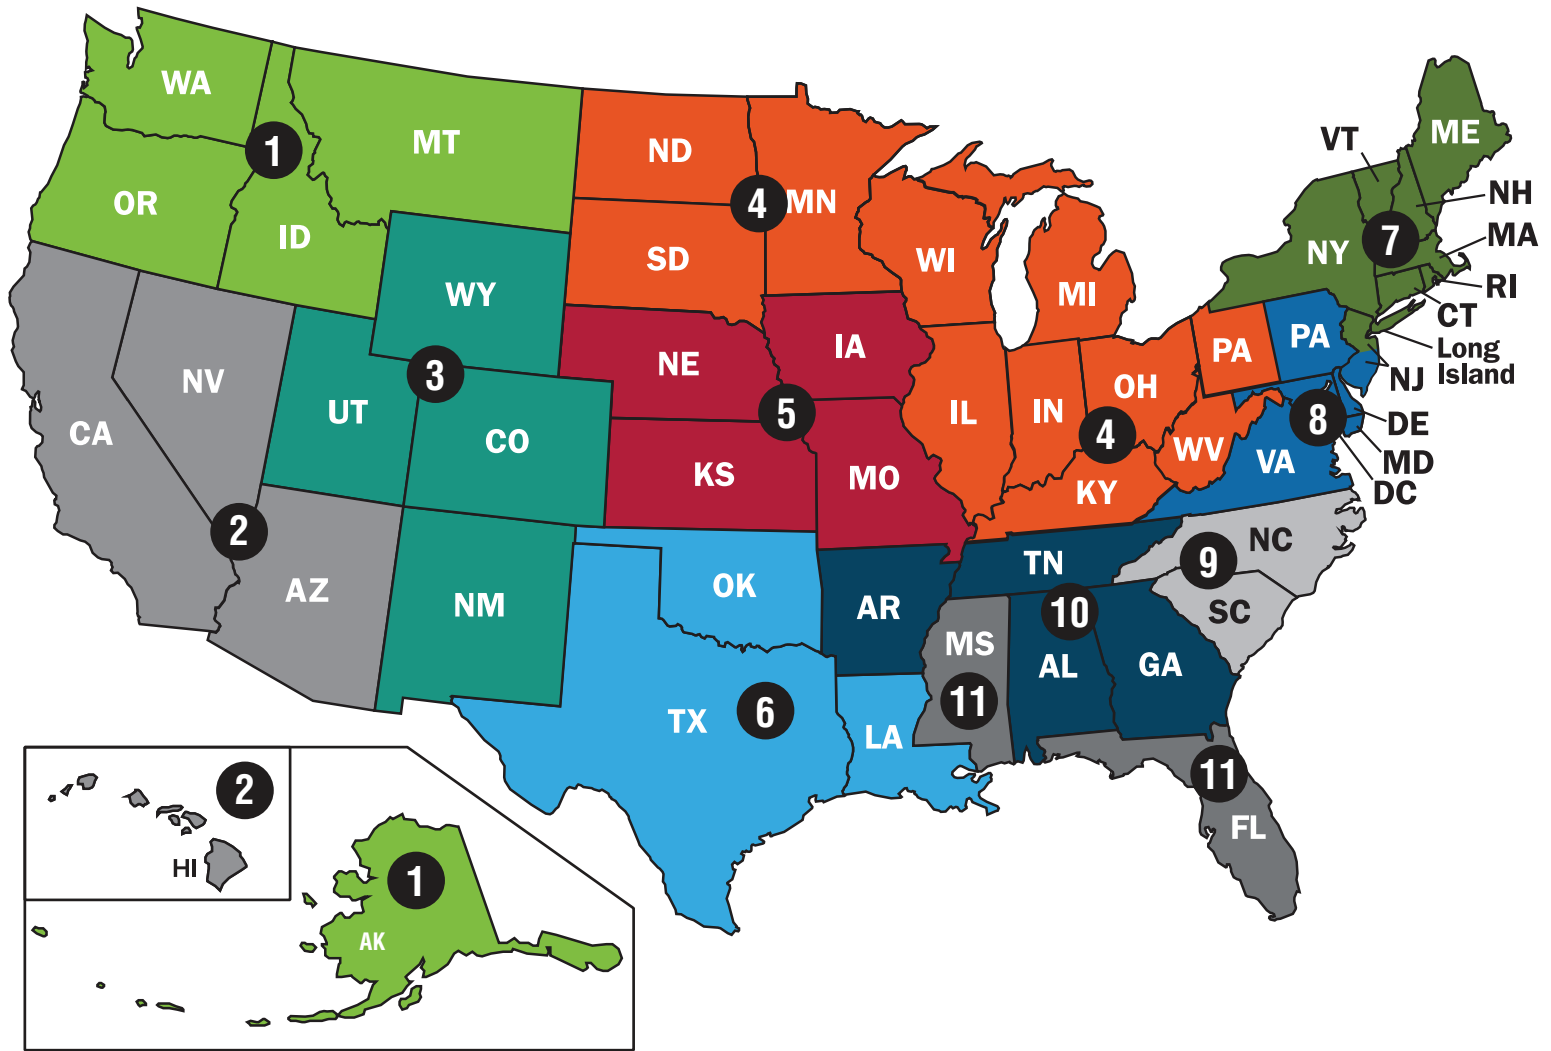 WA
MT
ND
MN
ME
VT
NH
MA
RI
CT
Long
Island
NJ
DE
MD
DC
1
4
7
OR
ID
SD
WI
MI
NY
WY
IA
PA
PA
NV
3
NE
UT
5
IL
IN
OH
8
CA
CO
KS
MO
4
WV
VA
KY
2
AZ
NM
OK
AR
TN
9
NC
10
SC
MS
AL
GA
TX
6
LA
11
11
FL
2
HI
1
AK